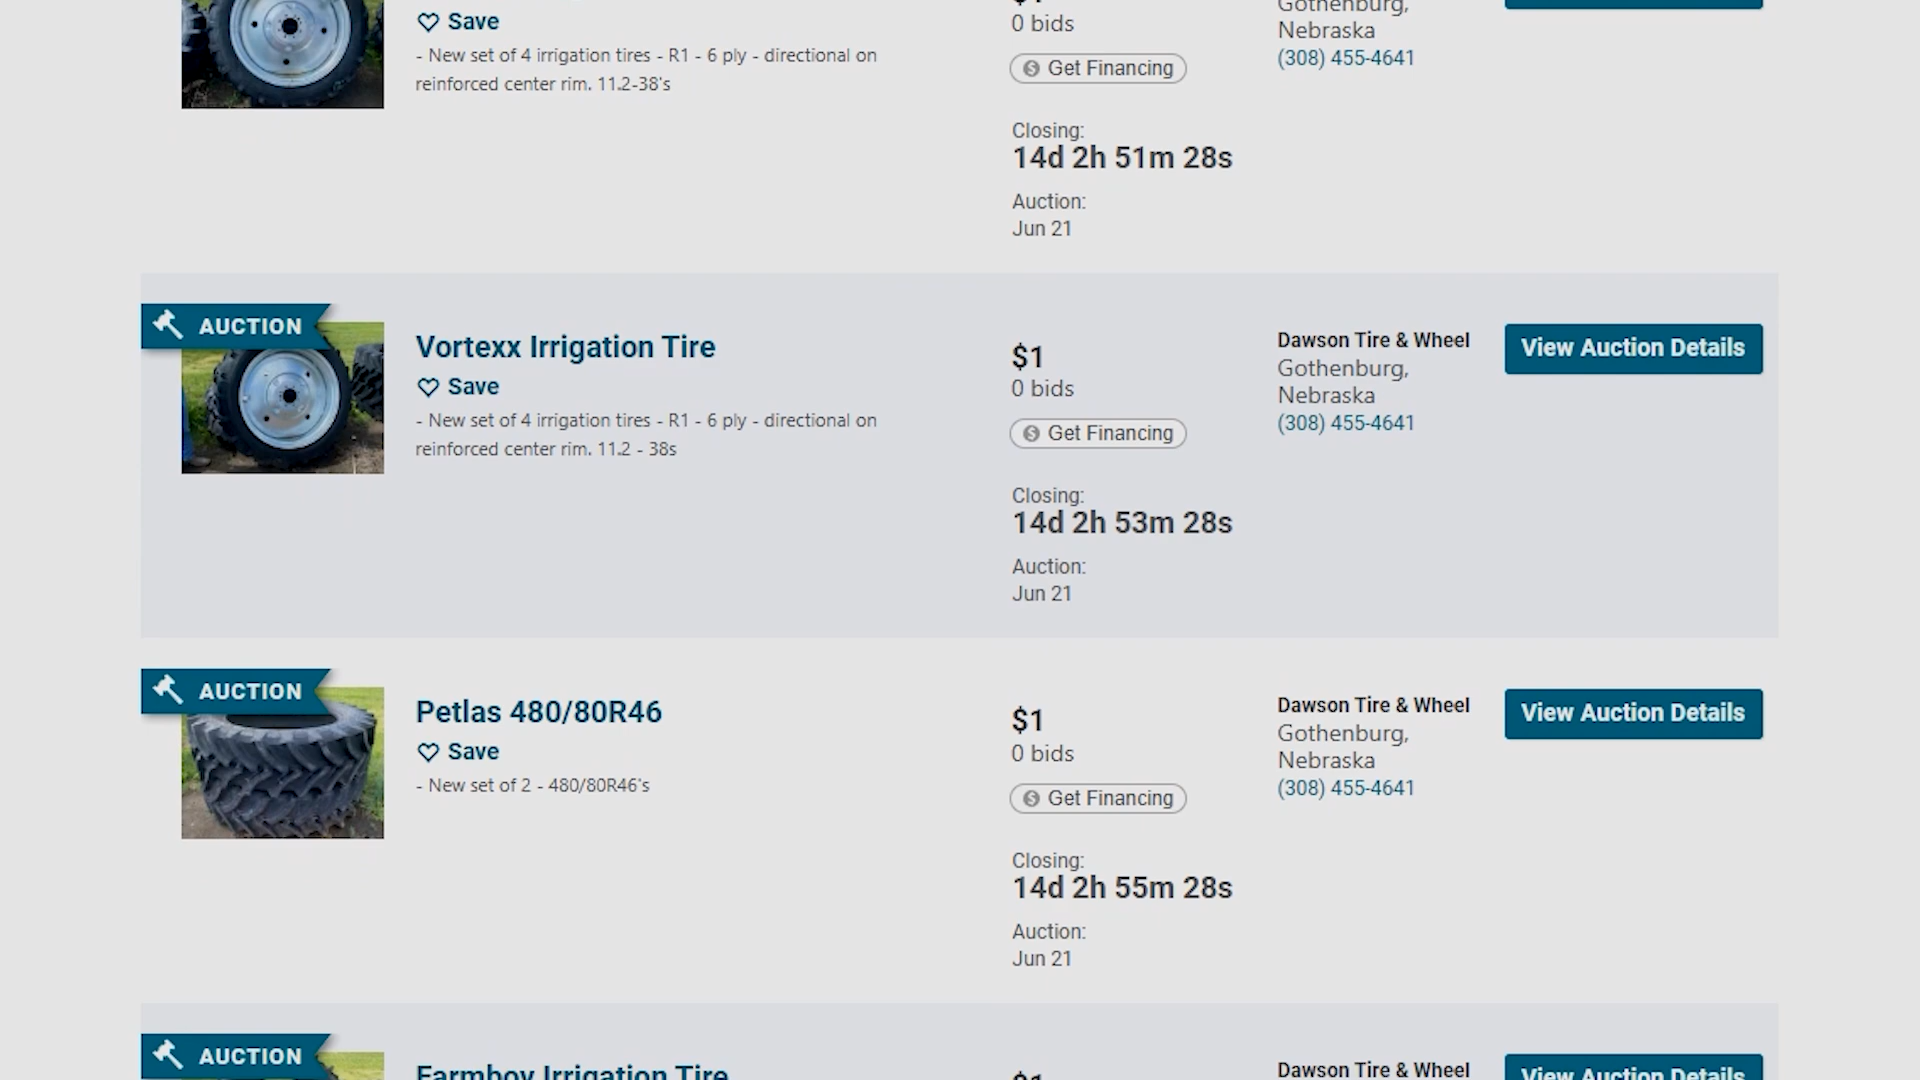 Save
- New set of 4 irrigation tires - R1 - 6 ply - directional on
reinforced center rim. 11.2-38's
$1
0 bids
Get Financing
Closing:
14d 2h 51m 28s
Auction:
Jun 21
Gothenburg,
Nebraska
(308) 455-4641
AUCTION
Vortexx Irrigation Tire
Save
- New set of 4 irrigation tires - R1 - 6 ply - directional on
reinforced center rim. 11.2 - 38s
$1
0 bids
Get Financing
Closing:
14d 2h 53m 28s
Auction:
Jun 21
Dawson Tire & Wheel
Gothenburg,
Nebraska
(308) 455-4641
View Auction Details
AUCTION
Petlas 480/80R46
Save
- New set of 2 - 480/80R46's
$1
0 bids
Get Financing
Closing:
14d 2h 55m 28s
Auction:
Jun 21
Dawson Tire & Wheel
Gothenburg,
Nebraska
(308) 455-4641
View Auction Details
AUCTION
Farmboy Irrigation Tire
$1
Dawson Tire & Wheel
View Auction Details